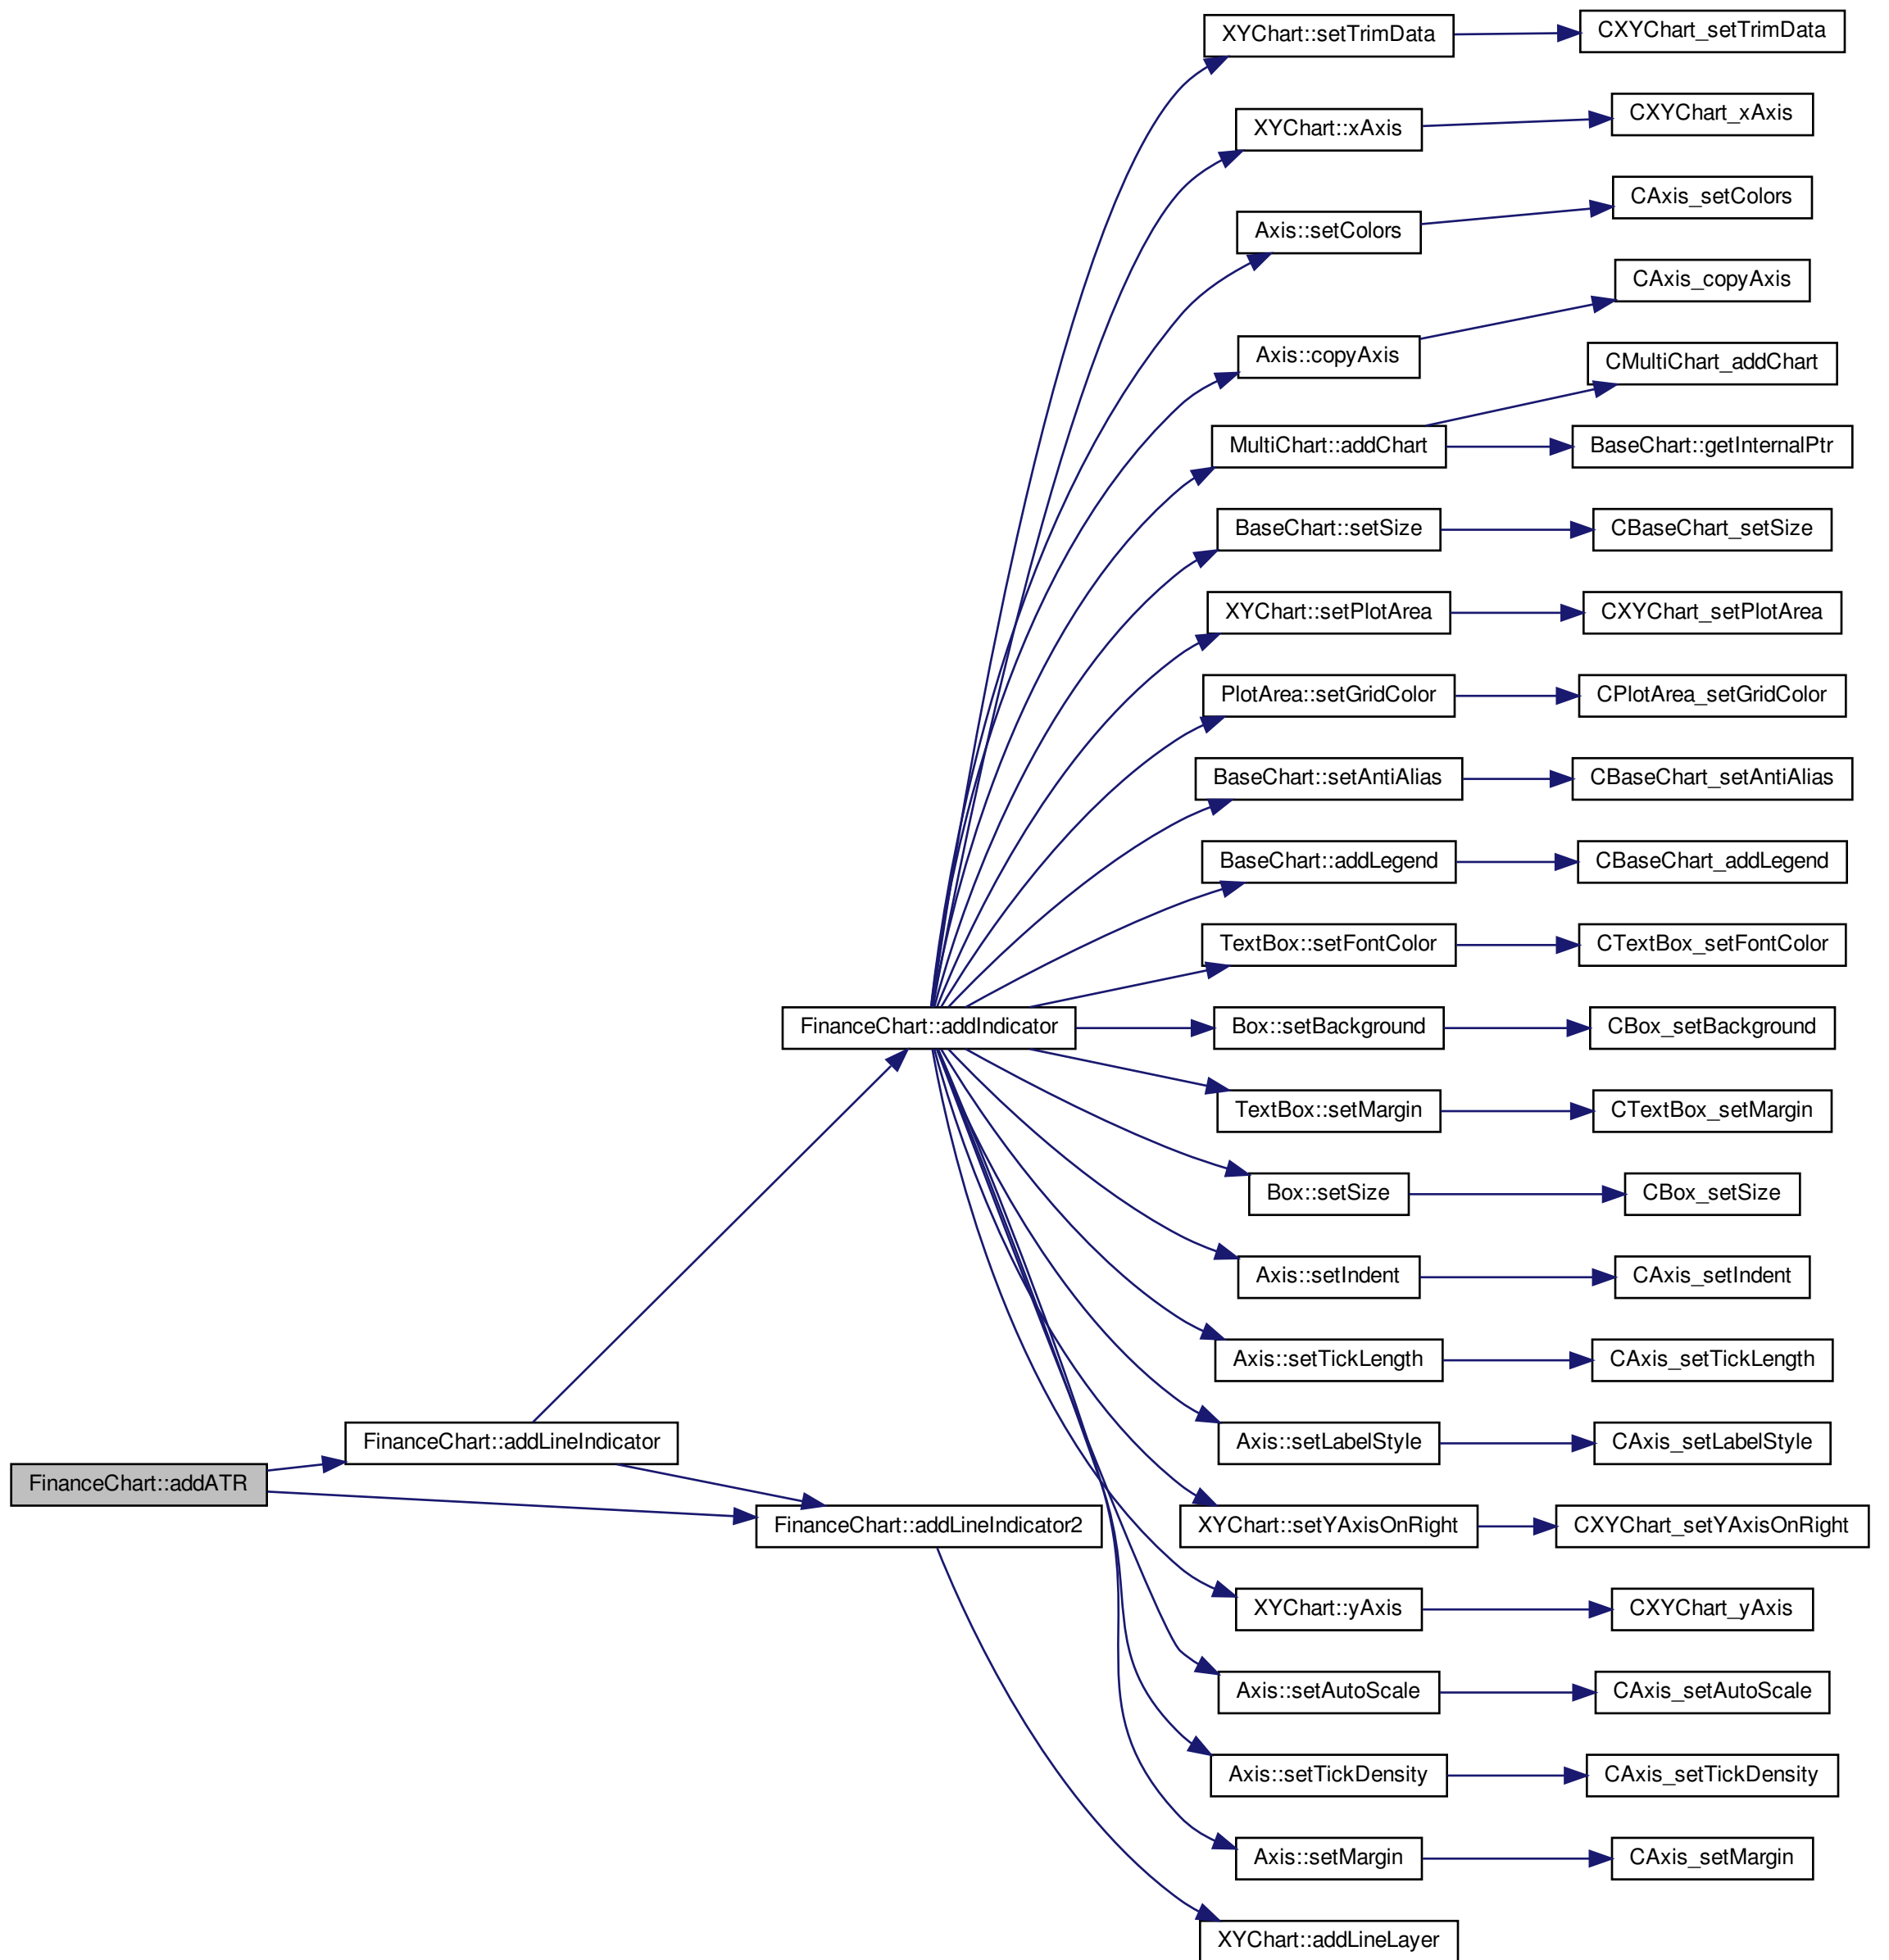 XYChart::setTrimData
CXYChart_setTrimData
XYChart::xAxis
CXYChart_xAxis
Axis::setColors
CAxis_setColors
Axis::copyAxis
CAxis_copyAxis
CMultiChart_addChart
MultiChart::addChart
BaseChart::getInternalPtr
BaseChart::setSize
CBaseChart_setSize
XYChart::setPlotArea
CXYChart_setPlotArea
PlotArea::setGridColor
CPlotArea_setGridColor
BaseChart::setAntiAlias
CBaseChart_setAntiAlias
BaseChart::addLegend
CBaseChart_addLegend
TextBox::setFontColor
CTextBox_setFontColor
FinanceChart::addIndicator
Box::setBackground
CBox_setBackground
TextBox::setMargin
CTextBox_setMargin
Box::setSize
CBox_setSize
Axis::setIndent
CAxis_setIndent
Axis::setTickLength
CAxis_setTickLength
FinanceChart::addLineIndicator
Axis::setLabelStyle
CAxis_setLabelStyle
FinanceChart::addATR
FinanceChart::addLineIndicator2
XYChart::setYAxisOnRight
CXYChart_setYAxisOnRight
XYChart::yAxis
CXYChart_yAxis
Axis::setAutoScale
CAxis_setAutoScale
Axis::setTickDensity
CAxis_setTickDensity
Axis::setMargin
CAxis_setMargin
XYChart::addLineLayer